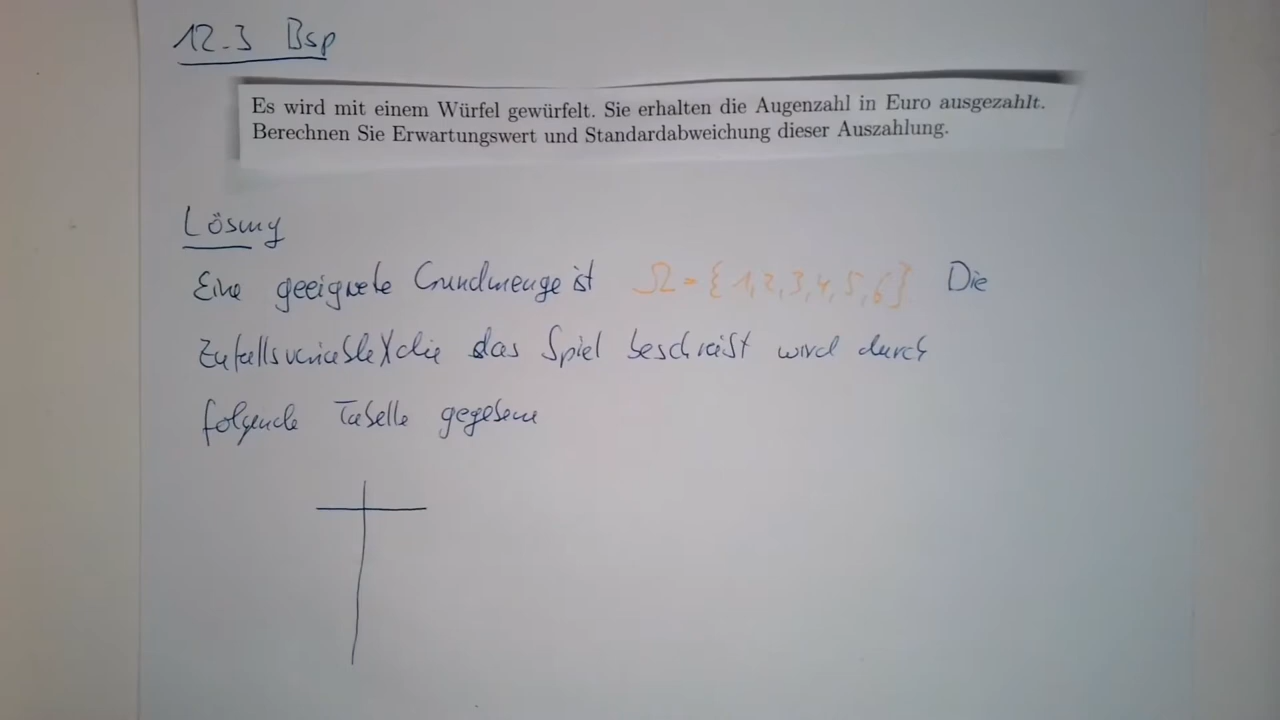 12.3 Bsp
Es wird mit einem Würfel gewürfelt. Sie erhalten die Augenzahl in Euro ausgezahlt.
Berechnen Sie Erwartungswert und Standardabweichung dieser Auszahlung.
Lösung
Eine geeignete Grundmenge ist Ω = {1,2,3,4,5,6} Die
Zufallsvariable X die das Spiel beschreibt wird durch
folgende Tabelle gegebene